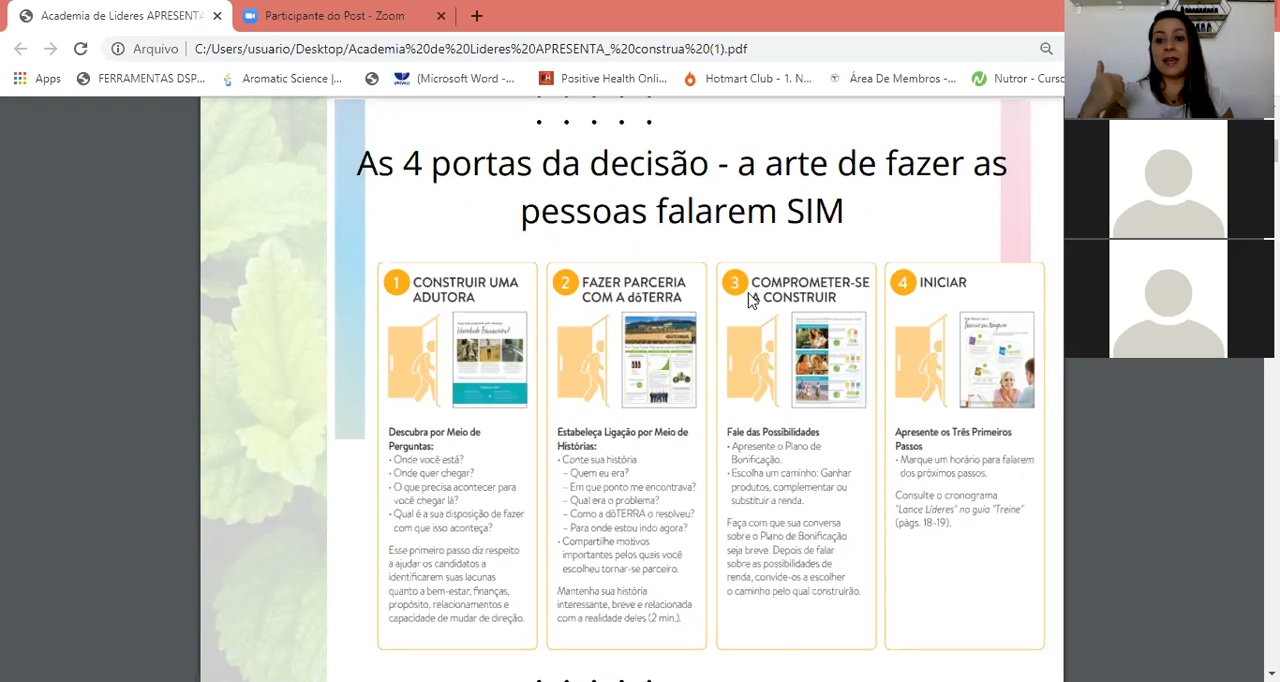 Academia de Lideres APRESENTA_
Participante do Post - Zoom
Arquivo
C:/Users/usuario/Desktop/Academia%20de%20Lideres%20APRESENTA_%20construa%20(1).pdf
Apps
FERRAMENTAS DSP...
Aromatic Science |...
(Microsoft Word -...
Positive Health Onli...
Hotmart Club - 1. N...
Área De Membros -...
Nutror - Curso
As 4 portas da decisão - a arte de fazer as
pessoas falarem SIM
1 CONSTRUIR UMA
ADUTORA
Descubra por Meio de
Perguntas:
• Onde você está?
• Onde quer chegar?
• O que precisa acontecer para
você chegar lá?
• Qual é a sua disposição de fazer
com que isso aconteça?
Esse primeiro passo diz respeito
a ajudar os candidatos a
identificarem suas lacunas
quanto a bem-estar, finanças,
propósito, relacionamentos e
capacidade de mudar de direção.
2 FAZER PARCERIA
COM A dōTERRA
Estabeleça Ligação por Meio de
Histórias:
• Conte sua história
– Quem eu era?
– Em que ponto me encontrava?
– Qual era o problema?
– Como a dōTERRA o resolveu?
– Para onde estou indo agora?
• Compartilhe motivos
importantes pelos quais você
escolheu tornar-se parceiro.
Mantenha sua história
interessante, breve e relacionada
com a realidade deles (2 min.).
3 COMPROMETER-SE
A CONSTRUIR
Fale das Possibilidades
• Apresente o Plano de
Bonificação.
• Escolha um caminho: Ganhar
produtos, complementar ou
substituir a renda.
Faça com que sua conversa
sobre o Plano de Bonificação
seja breve. Depois de falar
sobre as possibilidades de
renda, convide-os a escolher
o caminho pelo qual construirão.
4 INICIAR
Apresente os Três Primeiros
Passos
• Marque um horário para falarem
dos próximos passos.
Consulte o cronograma
"Lance Líderes" no guia "Treine"
(págs. 18-19).